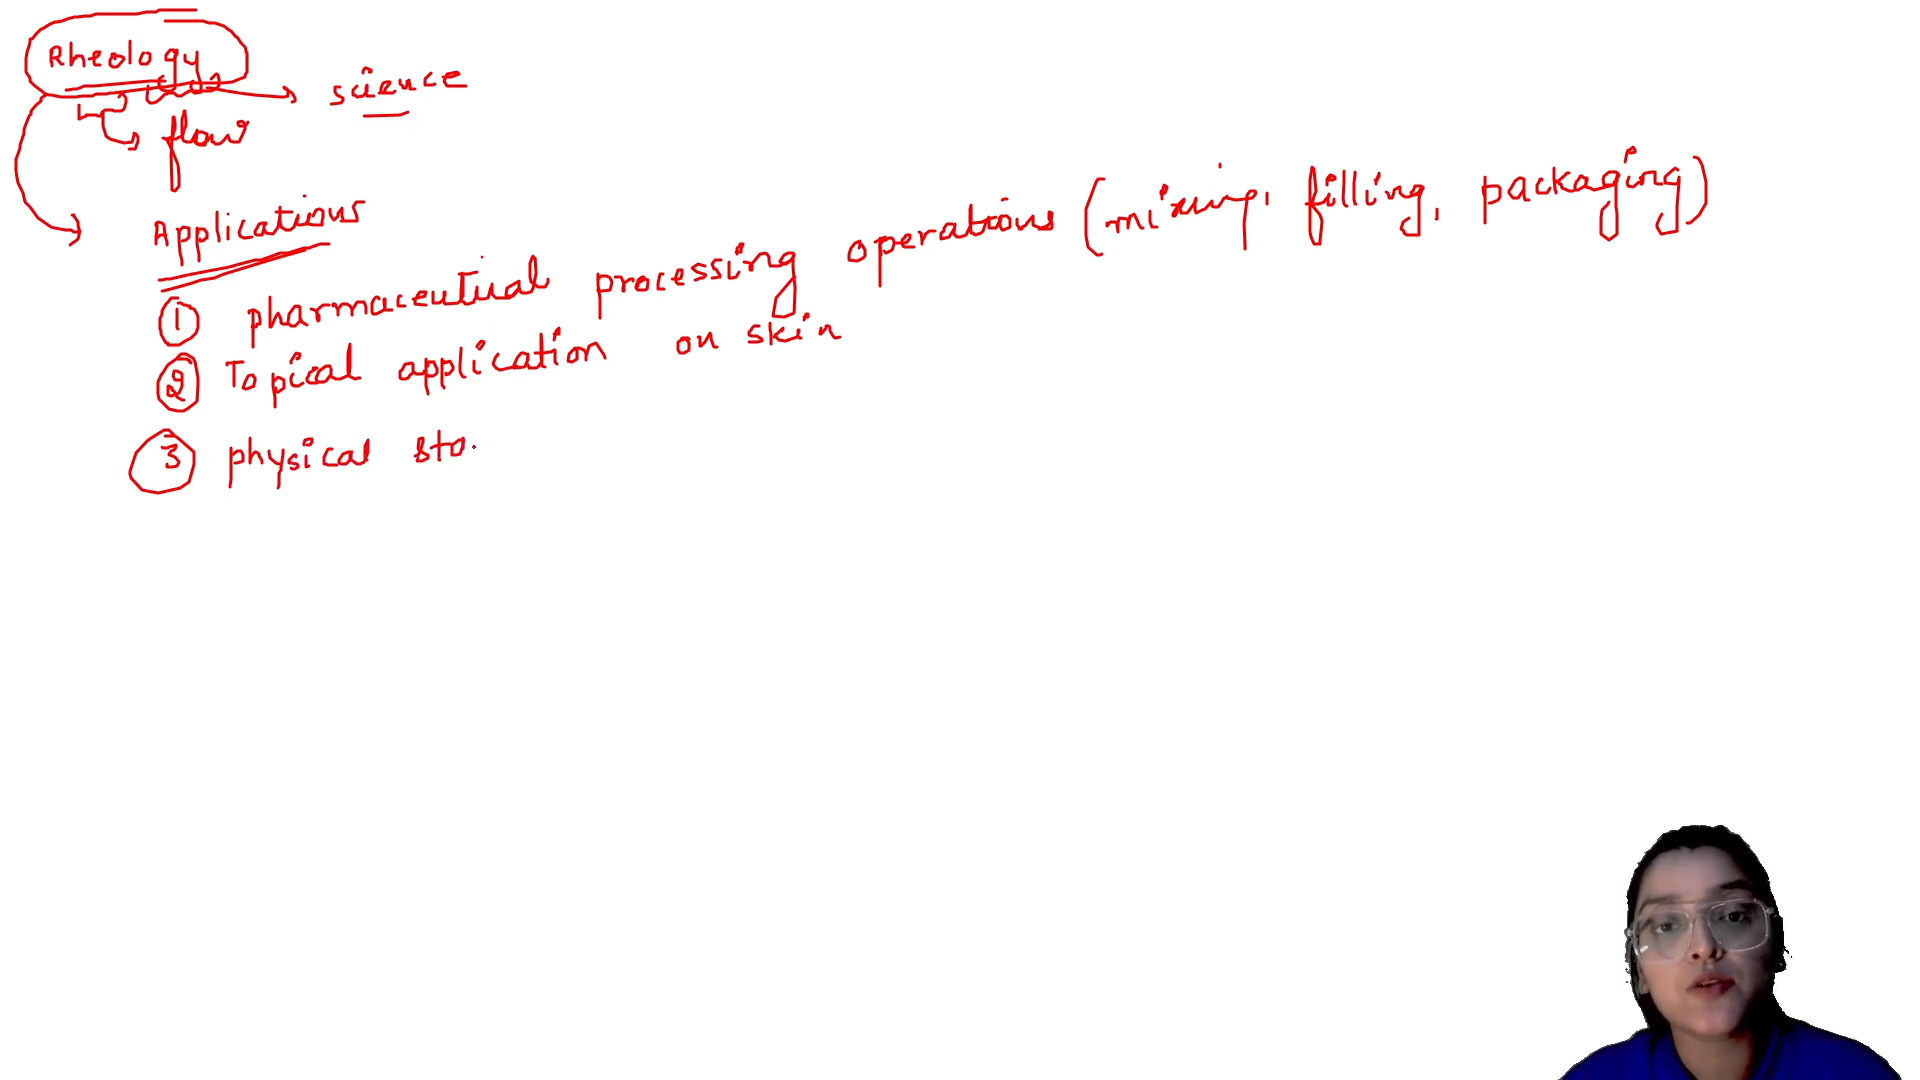 Rheology
science
flow
Applications
① pharmaceutical processing operations (mixing, filling, packaging)
② Topical application on skin
③ physical sta